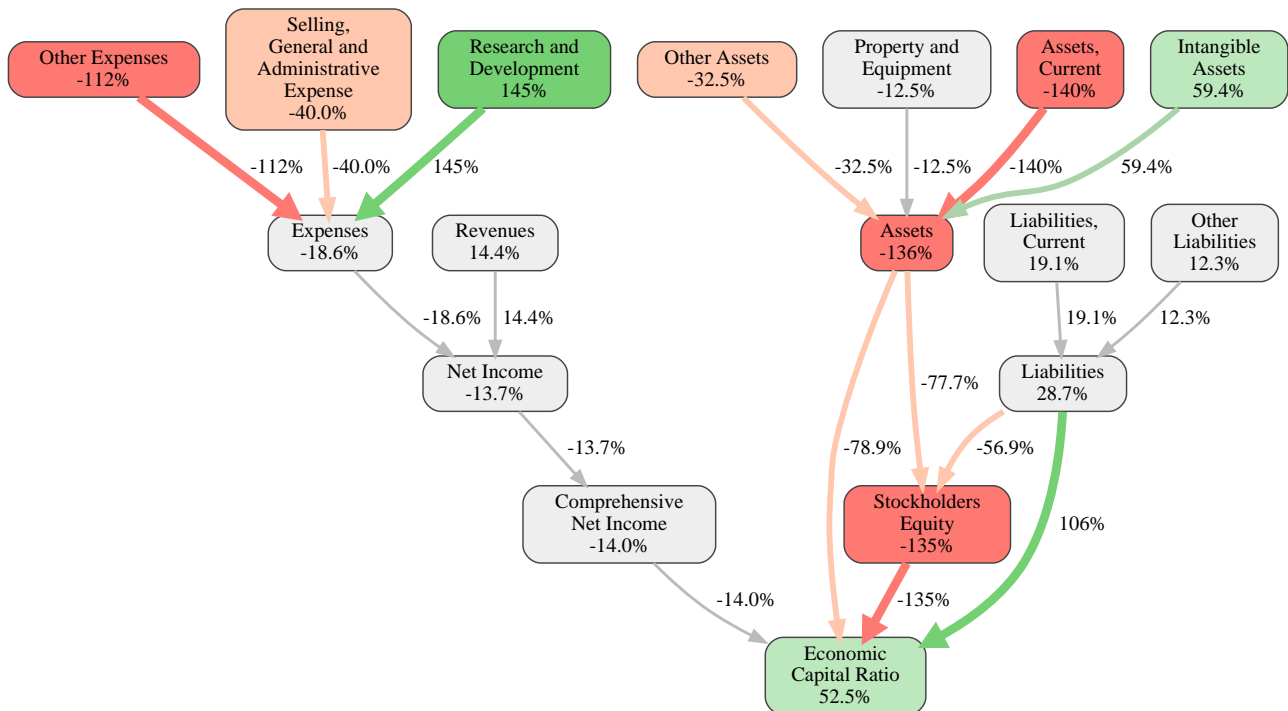 Other Expenses
-112%
Selling,
General and
Administrative
Expense
-40.0%
Research and
Development
145%
Other Assets
-32.5%
Property and
Equipment
-12.5%
Assets,
Current
-140%
Intangible
Assets
59.4%
-112%
-40.0%
145%
-32.5%
-12.5%
-140%
59.4%
Expenses
-18.6%
Revenues
14.4%
Assets
-136%
Liabilities,
Current
19.1%
Other
Liabilities
12.3%
-18.6%
14.4%
19.1%
12.3%
Net Income
-13.7%
-77.7%
Liabilities
28.7%
-13.7%
-78.9%
-56.9%
Comprehensive
Net Income
-14.0%
Stockholders
Equity
-135%
106%
-14.0%
-135%
Economic
Capital Ratio
52.5%